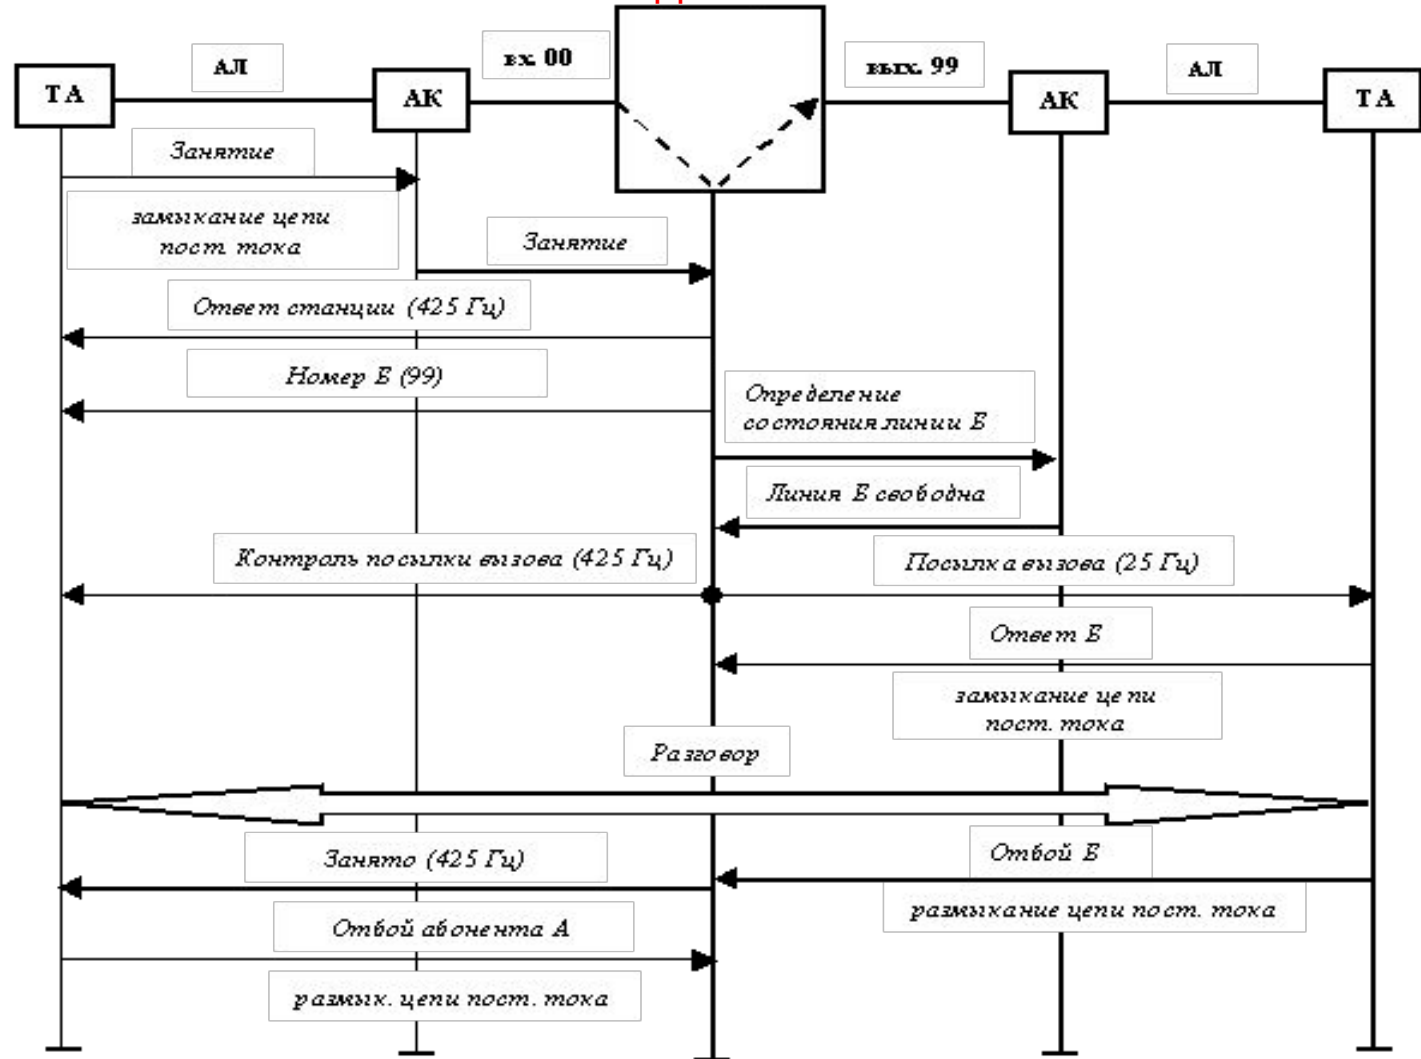 ТА
АЛ
АК
вх. 00
вых. 99
АК
АЛ
ТА
Занятие
замыкание цепи
пост. тока
Занятие
Ответ станции (425 Гц)
Номер Б (99)
Определение
состояния линии Б
Линия Б свободна
Контроль посылки вызова (425 Гц)
Посылка вызова (25 Гц)
Ответ Б
замыкание цепи
пост. тока
Разговор
Занято (425 Гц)
Отбой Б
размыкание цепи пост. тока
Отбой абонента А
размык. цепи пост. тока